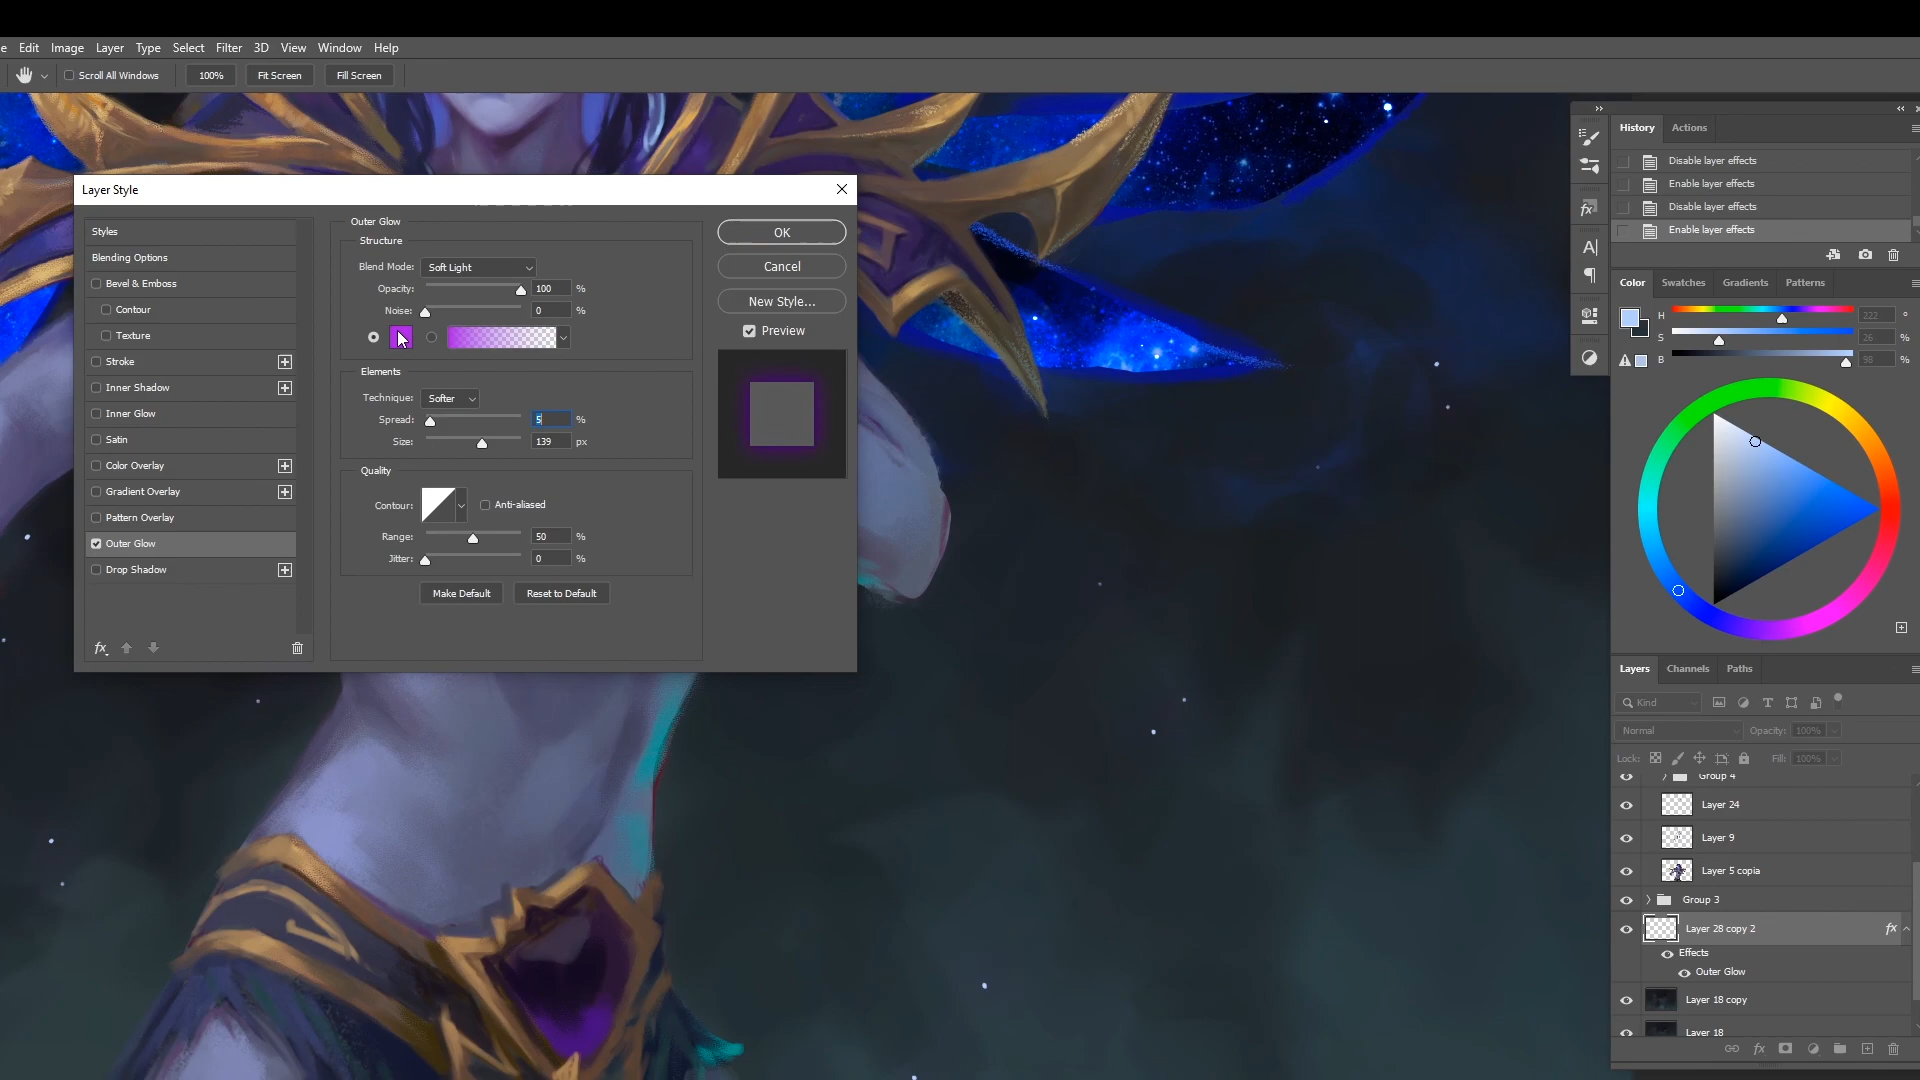 e Edit Image Layer Type Select Filter 3D View Window Help
Scroll All Windows 100% Fit Screen Fill Screen
Layer Style
Styles
Blending Options
Bevel & Emboss
Contour
Texture
Stroke
Inner Shadow
Inner Glow
Satin
Color Overlay
Gradient Overlay
Pattern Overlay
Outer Glow
Drop Shadow
fx
Outer Glow
Structure
Blend Mode: Soft Light
Opacity: 100 %
Noise: 0 %
Elements
Technique: Softer
Spread: 5 %
Size: 139 px
Quality
Contour: Anti-aliased
Range: 50 %
Jitter: 0 %
Make Default Reset to Default
OK
Cancel
New Style...
Preview
History Actions
Disable layer effects
Enable layer effects
Disable layer effects
Enable layer effects
Color Swatches Gradients Patterns
H 222 °
S 26 %
B 98 %
Layers Channels Paths
Kind
Normal Opacity: 100%
Lock: Fill: 100%
Group 4
Layer 24
Layer 9
Layer 5 copia
Group 3
Layer 28 copy 2 fx
Effects
Outer Glow
Layer 18 copy
Layer 18
fx